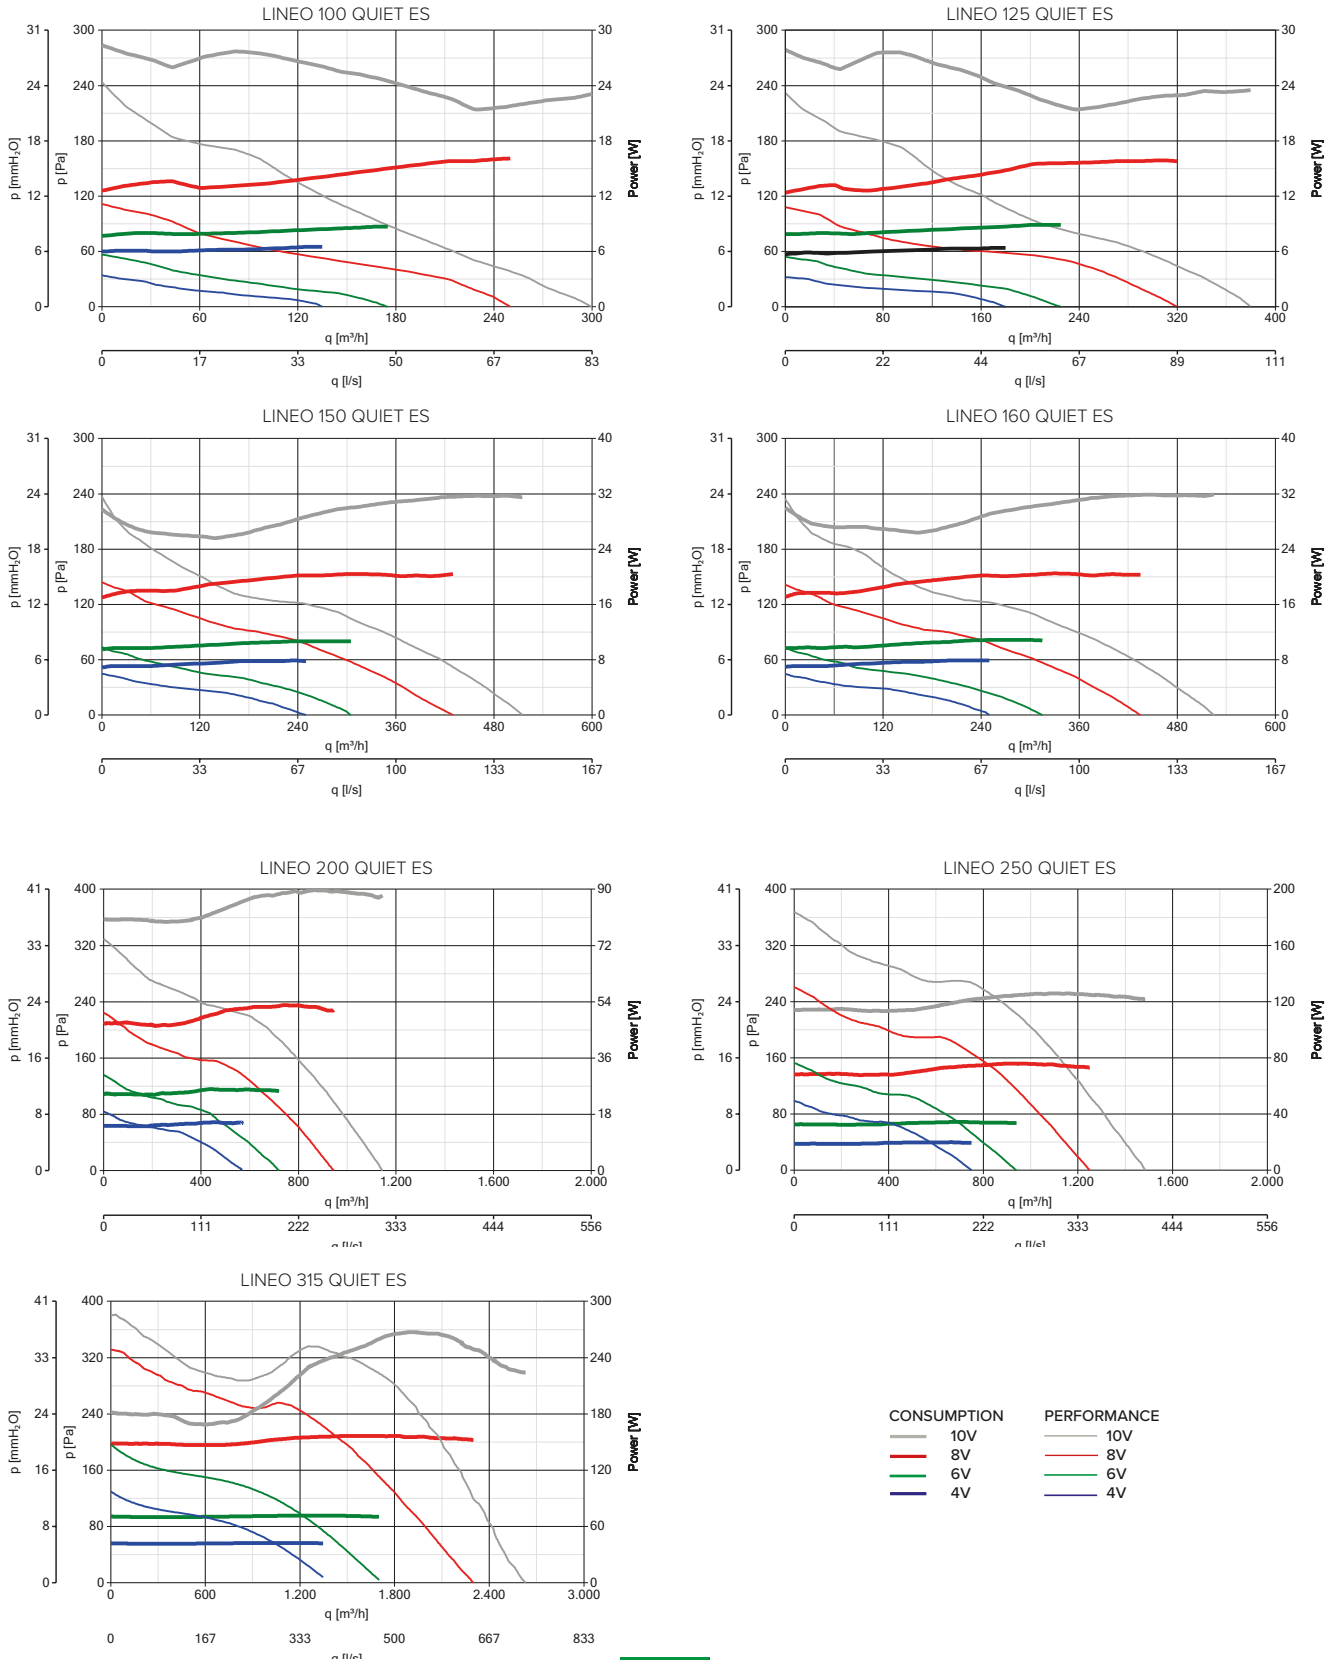 LINEO 100 QUIET ES
31 300 30
24 240 24
18 180 18
12 120 12
6 60 6
0 0 0
p [mmH₂O]
p [Pa]
Power [W]
0 60 120 180 240 300
q [m³/h]
0 17 33 50 67 83
q [l/s]
LINEO 125 QUIET ES
31 300 30
24 240 24
18 180 18
12 120 12
6 60 6
0 0 0
p [mmH₂O]
p [Pa]
Power [W]
0 80 160 240 320 400
q [m³/h]
0 22 44 67 89 111
q [l/s]
LINEO 150 QUIET ES
31 300 40
24 240 32
18 180 24
12 120 16
6 60 8
0 0 0
p [mmH₂O]
p [Pa]
Power [W]
0 120 240 360 480 600
q [m³/h]
0 33 67 100 133 167
q [l/s]
LINEO 160 QUIET ES
31 300 40
24 240 32
18 180 24
12 120 16
6 60 8
0 0 0
p [mmH₂O]
p [Pa]
Power [W]
0 120 240 360 480 600
q [m³/h]
0 33 67 100 133 167
q [l/s]
LINEO 200 QUIET ES
41 400 90
33 320 72
24 240 54
16 160 36
8 80 18
0 0 0
p [mmH₂O]
p [Pa]
Power [W]
0 400 800 1.200 1.600 2.000
q [m³/h]
0 111 222 333 444 556
q [l/s]
LINEO 250 QUIET ES
41 400 200
33 320 160
24 240 120
16 160 80
8 80 40
0 0 0
p [mmH₂O]
p [Pa]
Power [W]
0 400 800 1.200 1.600 2.000
q [m³/h]
0 111 222 333 444 556
q [l/s]
LINEO 315 QUIET ES
41 400 300
33 320 240
24 240 180
16 160 120
8 80 60
0 0 0
p [mmH₂O]
p [Pa]
Power [W]
0 600 1.200 1.800 2.400 3.000
q [m³/h]
0 167 333 500 667 833
q [l/s]
CONSUMPTION PERFORMANCE
10V 10V
8V 8V
6V 6V
4V 4V